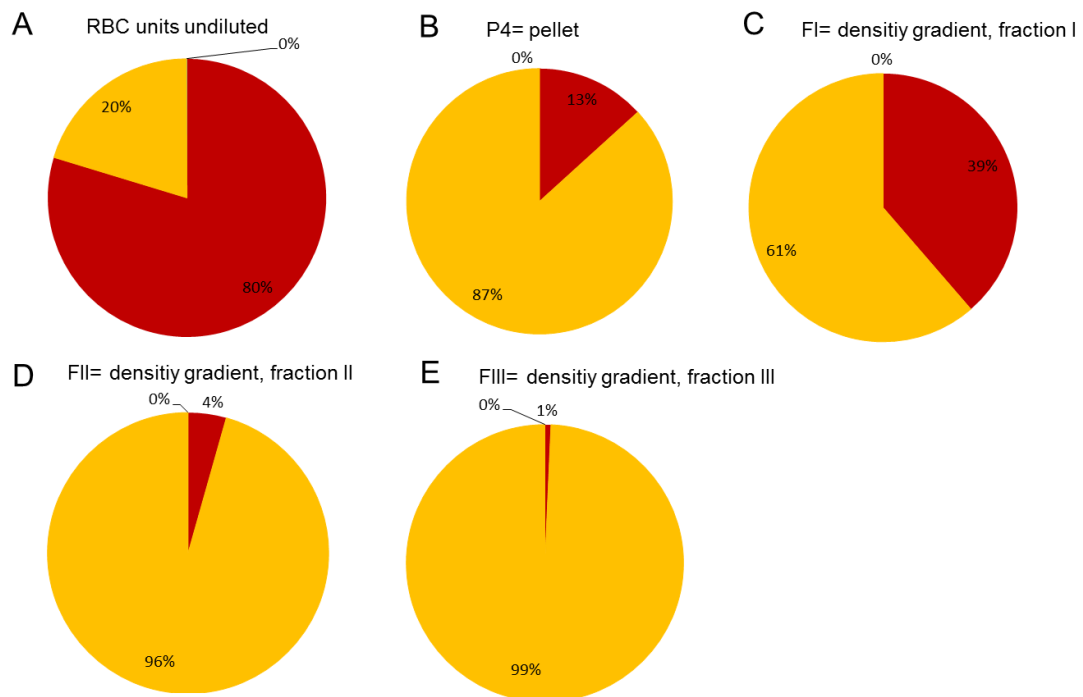 A
RBC units undiluted
0%
20%
80%
B
P4= pellet
0%
13%
87%
C
FI= densitiy gradient, fraction I
0%
39%
61%
D
FII= densitiy gradient, fraction II
0%
4%
96%
E
FIII= densitiy gradient, fraction III
0%
1%
99%